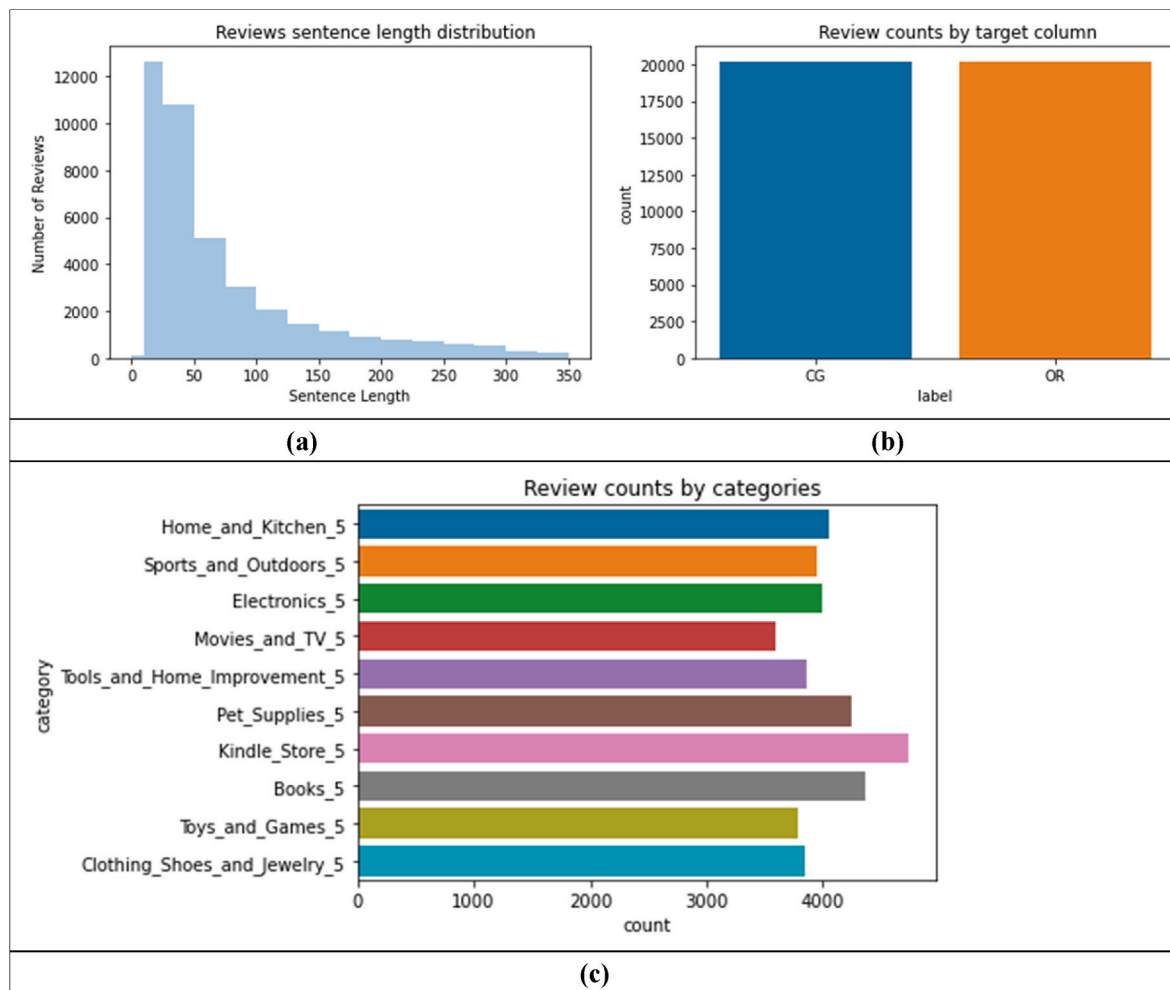 Reviews sentence length distribution
Number of Reviews
12000
10000
8000
6000
4000
2000
0
0 50 100 150 200 250 300 350
Sentence Length
(a)
Review counts by target column
count
20000
17500
15000
12500
10000
7500
5000
2500
0
CG OR
label
(b)
Review counts by categories
category
Home_and_Kitchen_5
Sports_and_Outdoors_5
Electronics_5
Movies_and_TV_5
Tools_and_Home_Improvement_5
Pet_Supplies_5
Kindle_Store_5
Books_5
Toys_and_Games_5
Clothing_Shoes_and_Jewelry_5
0 1000 2000 3000 4000
count
(c)